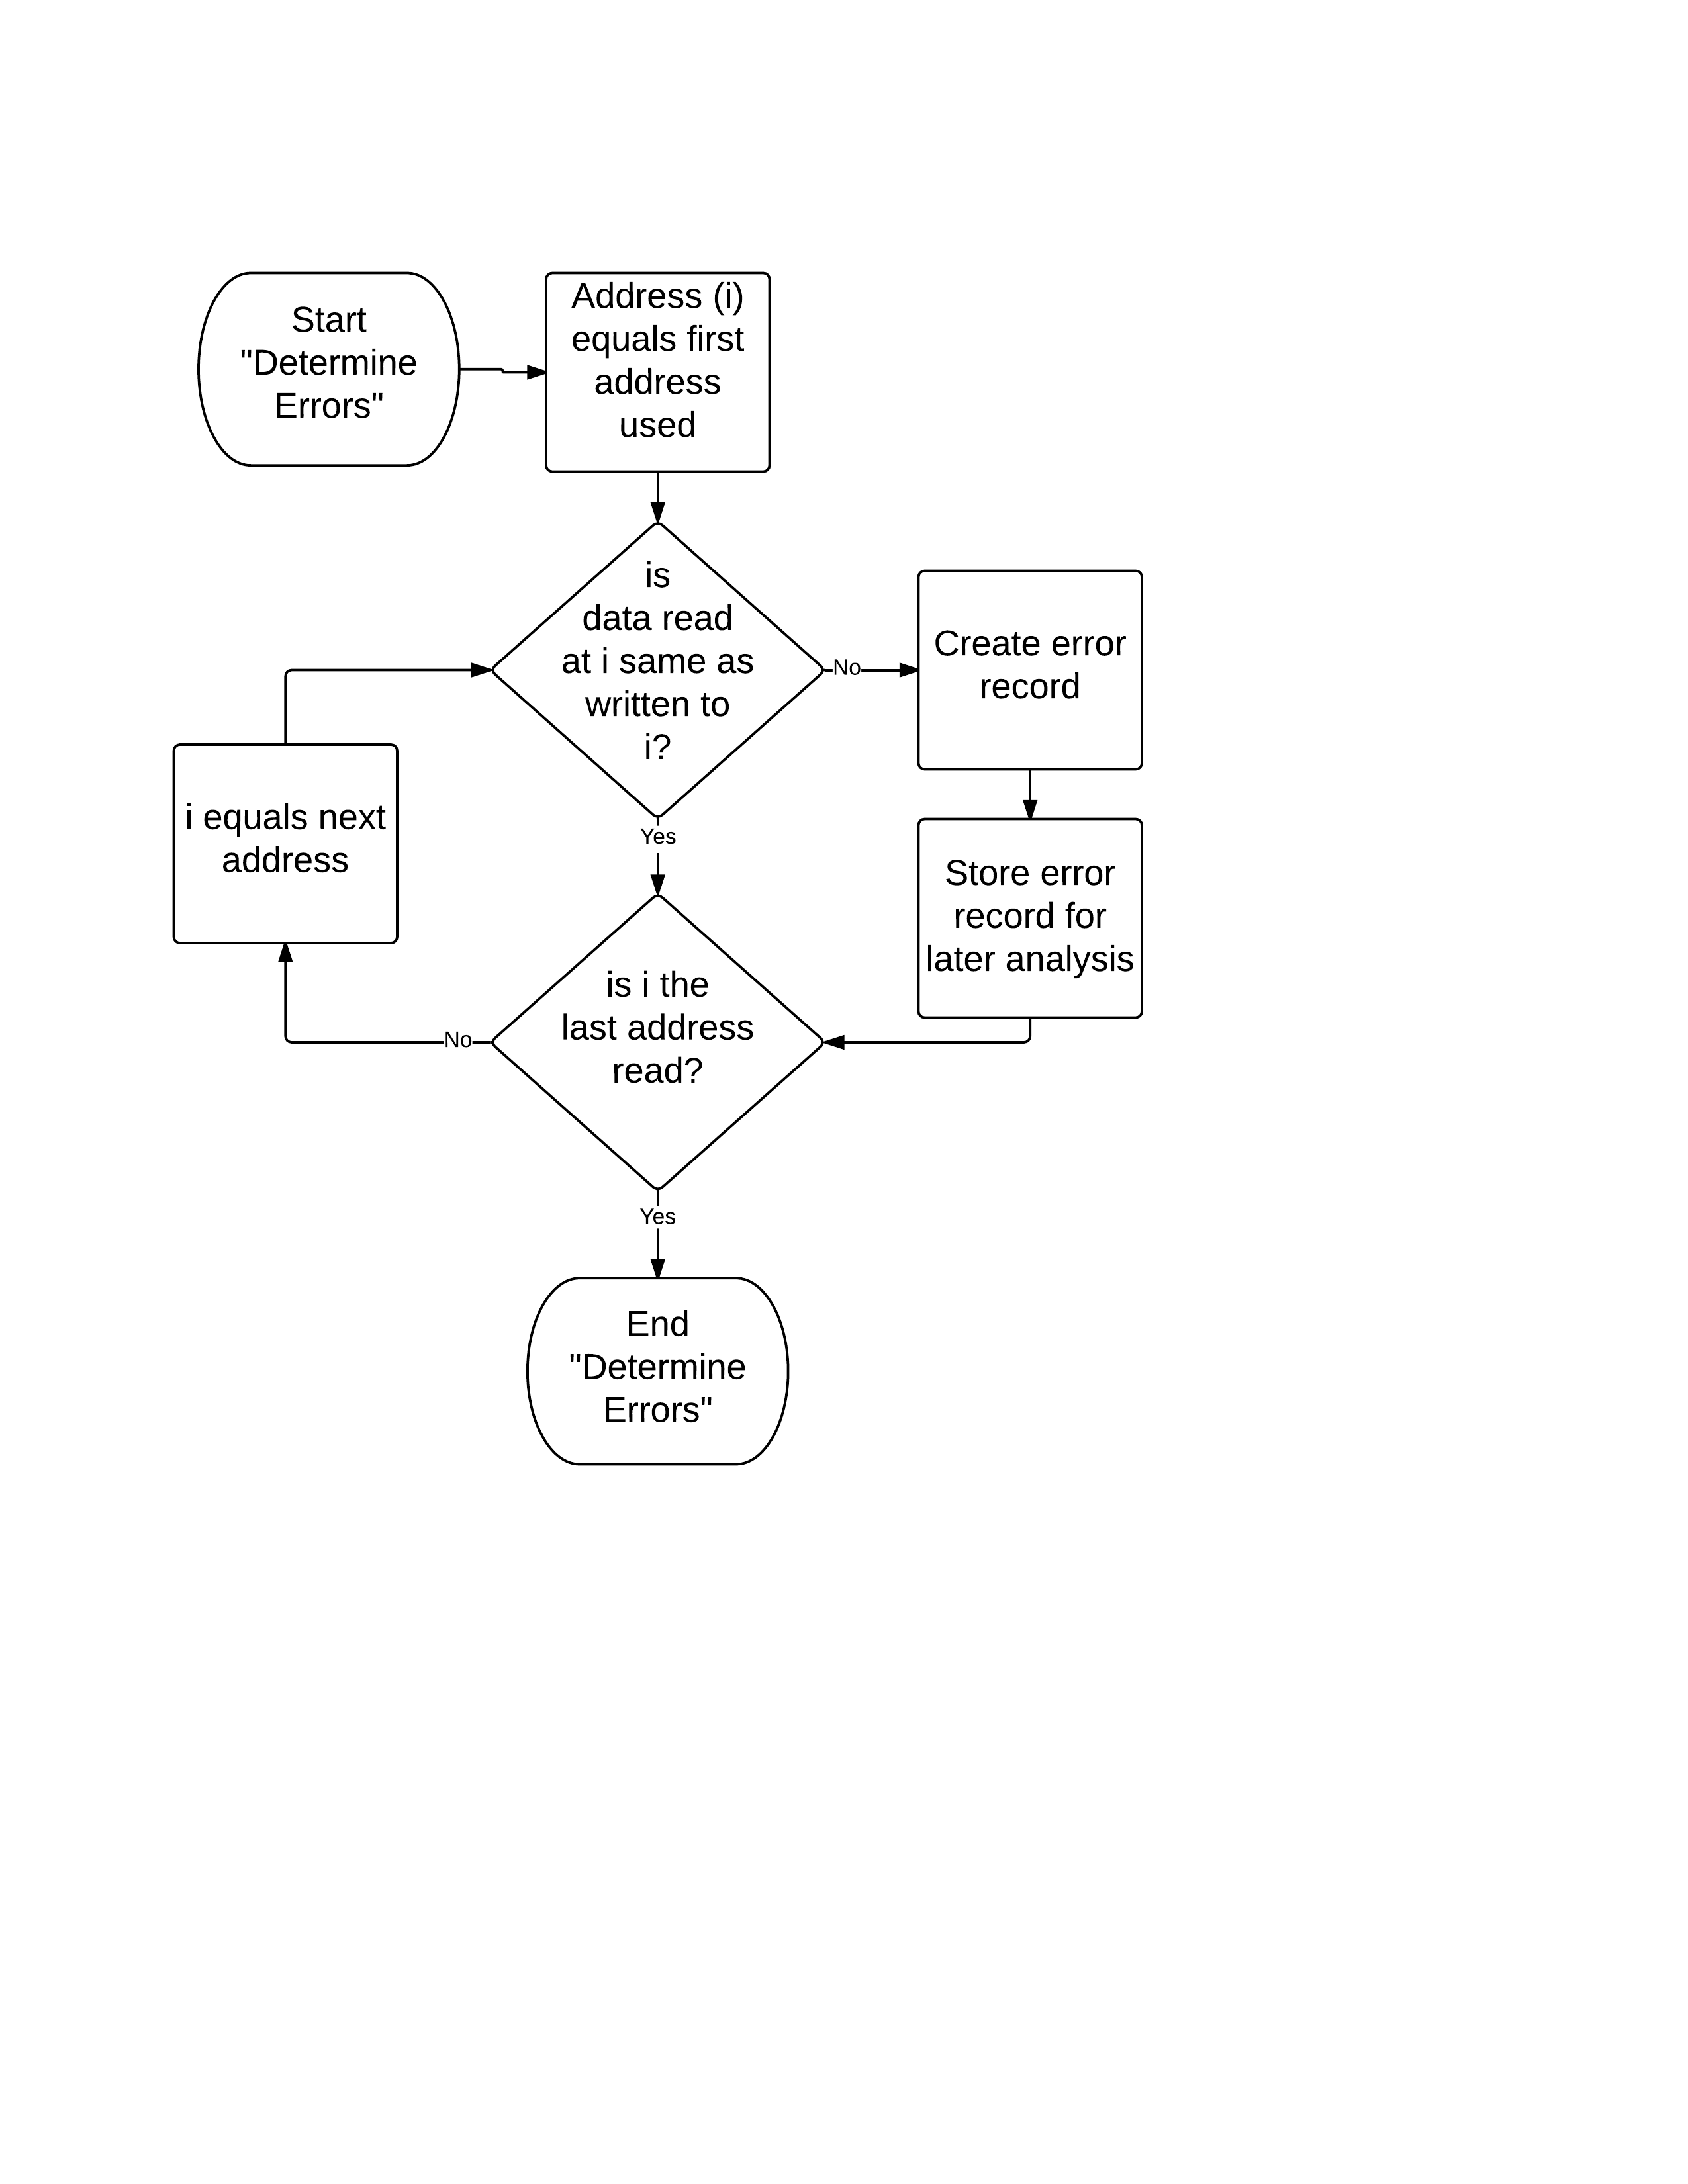 Start
"Determine
Errors"
Address (i)
equals first
address
used
is
data read
at i same as
written to
i?
No
Create error
record
Yes
i equals next
address
Store error
record for
later analysis
is i the
last address
read?
No
Yes
End
"Determine
Errors"